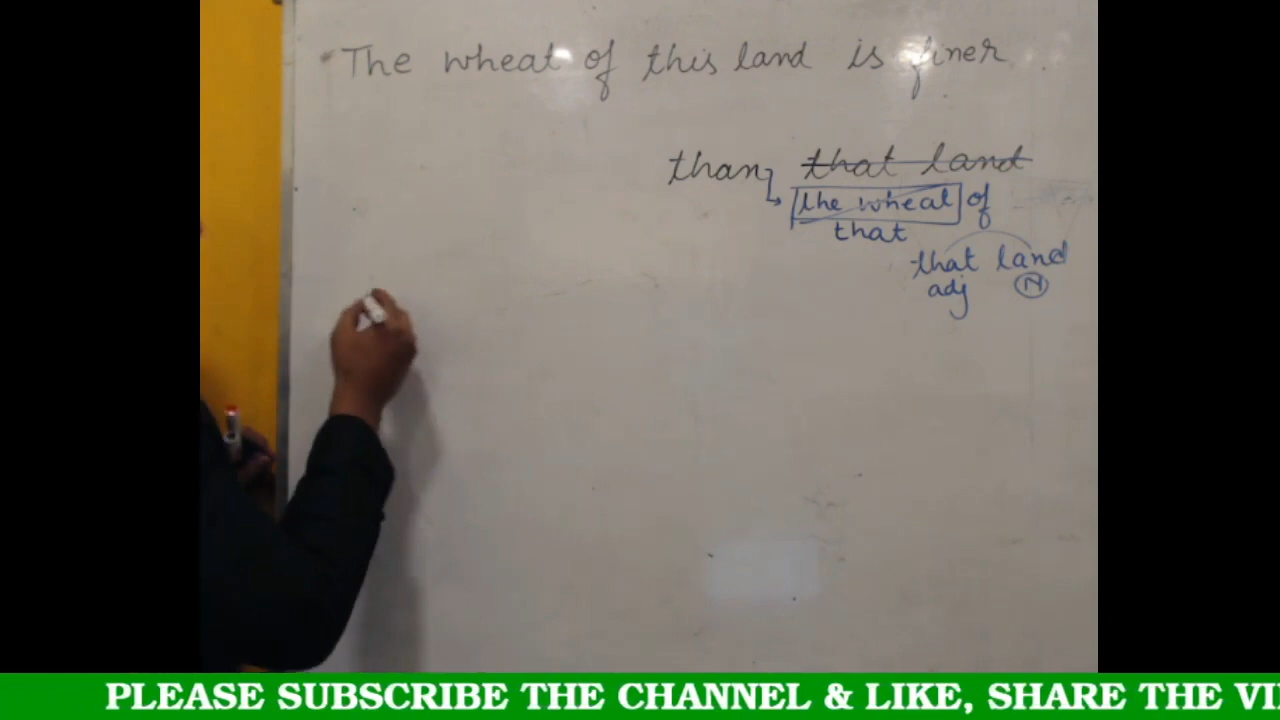 The wheat of this land is finer
than that land
the wheat of
that
that land
adj N
PLEASE SUBSCRIBE THE CHANNEL & LIKE, SHARE THE VI